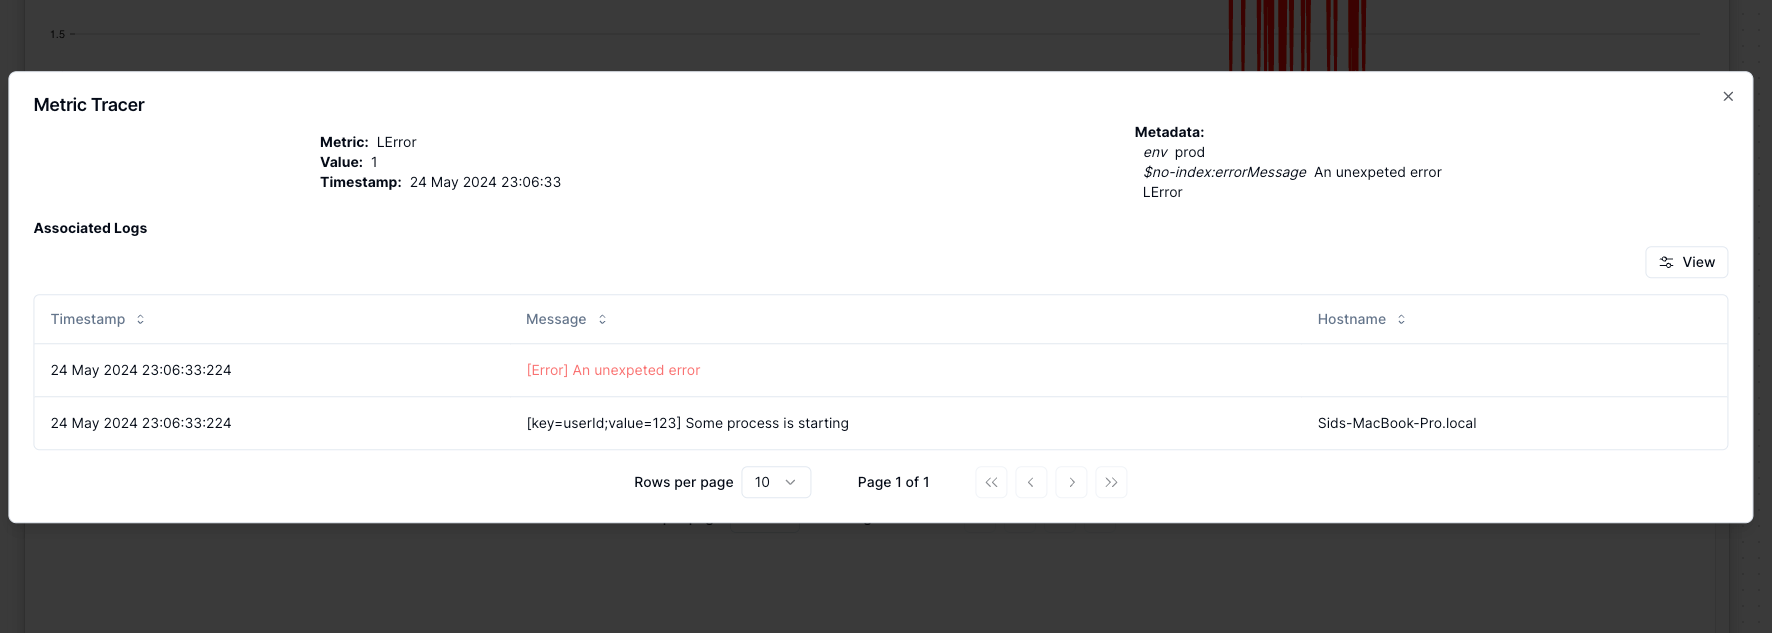 1.5
Metric Tracer
Metric: LError
Value: 1
Timestamp: 24 May 2024 23:06:33
Metadata:
env prod
$no-index:errorMessage An unexpeted error
LError
Associated Logs
View
Timestamp Message Hostname
24 May 2024 23:06:33:224 [Error] An unexpeted error
24 May 2024 23:06:33:224 [key=userId;value=123] Some process is starting Sids-MacBook-Pro.local
Rows per page 10 Page 1 of 1